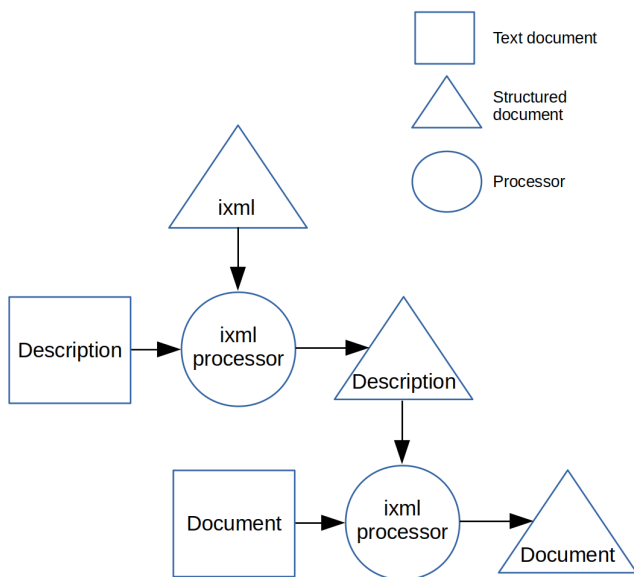 Text document
Structured
document
Processor
ixml
Description
ixml
processor
Description
Document
ixml
processor
Document